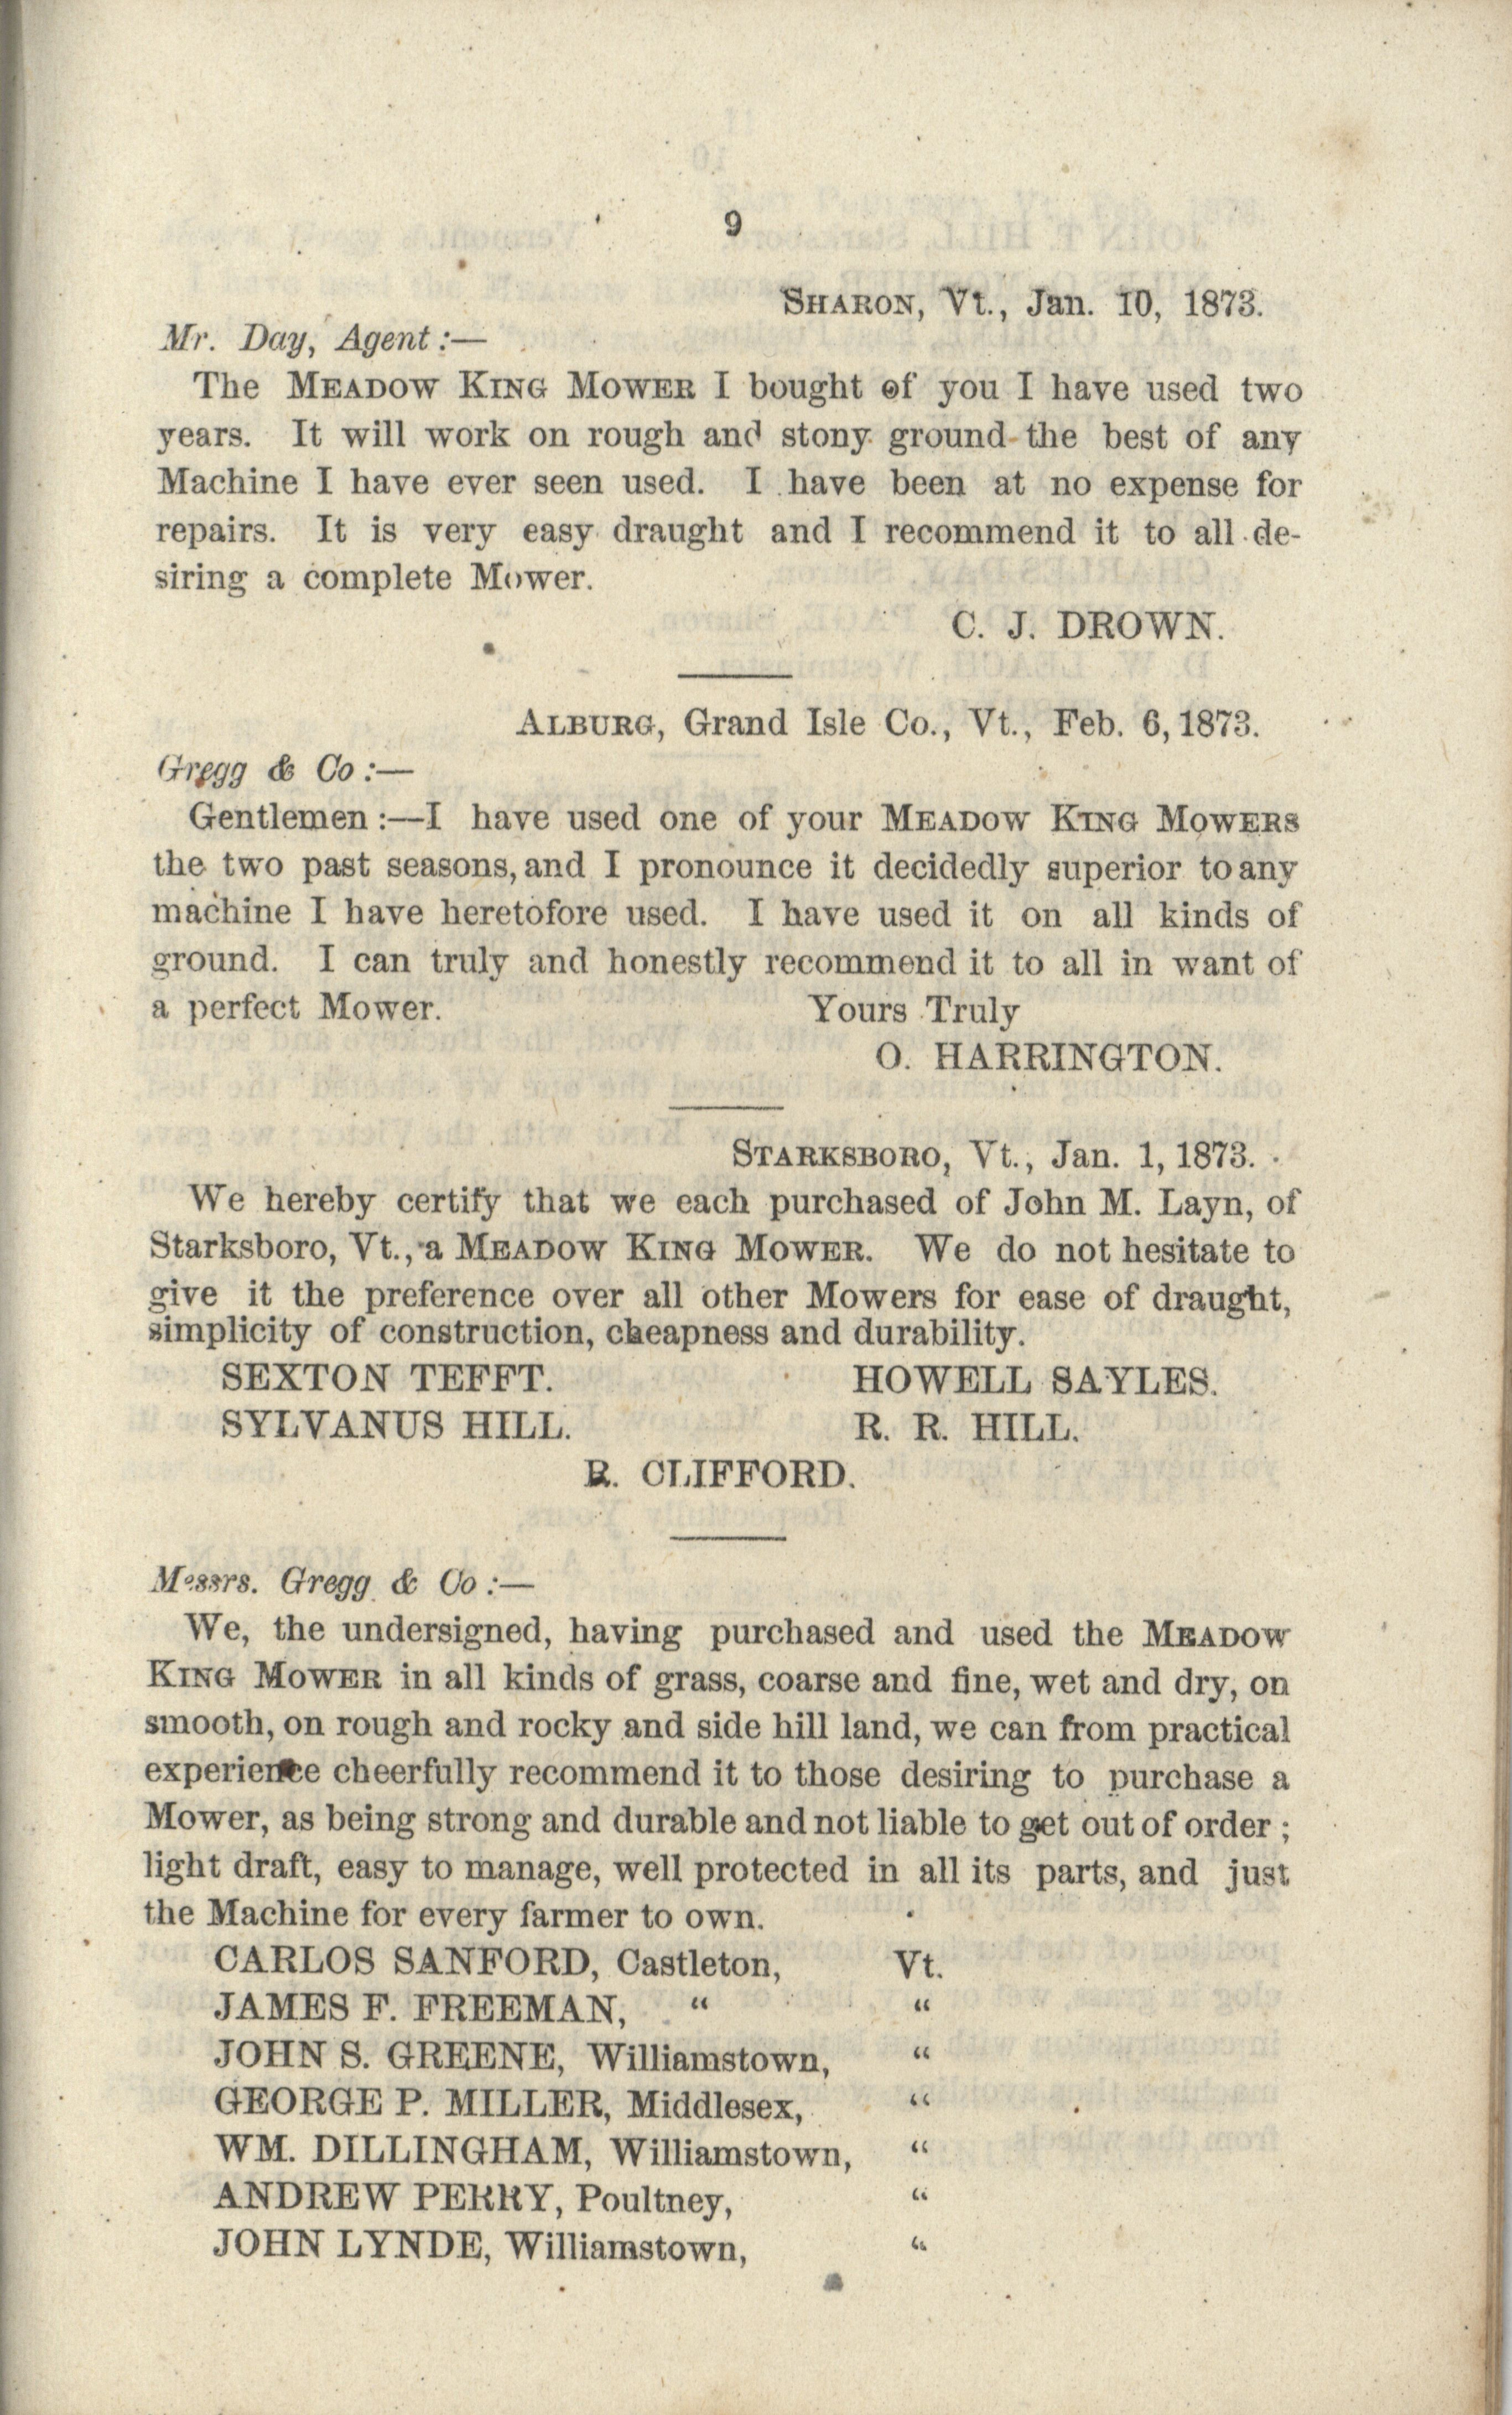 9
SHARON, Vt., Jan. 10, 1873.
Mr. Day, Agent :—
The MEADOW KING MOWER I bought of you I have used two
years. It will work on rough and stony ground the best of any
Machine I have ever seen used. I have been at no expense for
repairs. It is very easy draught and I recommend it to all de-
siring a complete Mower.
C. J. DROWN.
ALBURG, Grand Isle Co., Vt., Feb. 6, 1873.
Gregg & Co :—
Gentlemen :—I have used one of your MEADOW KING MOWERS
the two past seasons, and I pronounce it decidedly superior to any
machine I have heretofore used. I have used it on all kinds of
ground. I can truly and honestly recommend it to all in want of
a perfect Mower. Yours Truly
O. HARRINGTON.
STARKSBORO, Vt., Jan. 1, 1873.
We hereby certify that we each purchased of John M. Layn, of
Starksboro, Vt., a MEADOW KING MOWER. We do not hesitate to
give it the preference over all other Mowers for ease of draught,
simplicity of construction, cheapness and durability.
SEXTON TEFFT. HOWELL SAYLES.
SYLVANUS HILL. R. R. HILL.
R. CLIFFORD.
Messrs. Gregg & Co :—
We, the undersigned, having purchased and used the MEADOW
KING MOWER in all kinds of grass, coarse and fine, wet and dry, on
smooth, on rough and rocky and side hill land, we can from practical
experience cheerfully recommend it to those desiring to purchase a
Mower, as being strong and durable and not liable to get out of order ;
light draft, easy to manage, well protected in all its parts, and just
the Machine for every farmer to own.
CARLOS SANFORD, Castleton, Vt.
JAMES F. FREEMAN, “ “
JOHN S. GREENE, Williamstown, “
GEORGE P. MILLER, Middlesex, “
WM. DILLINGHAM, Williamstown, “
ANDREW PERRY, Poultney, “
JOHN LYNDE, Williamstown, “